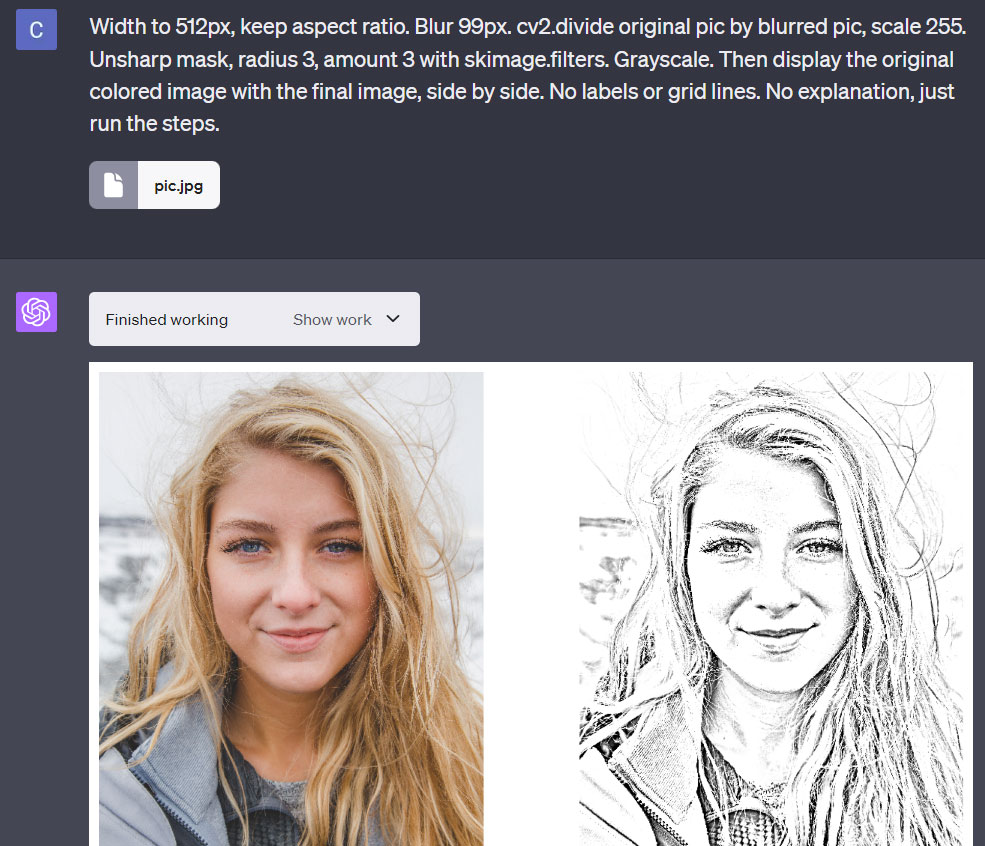 C
Width to 512px, keep aspect ratio. Blur 99px. cv2.divide original pic by blurred pic, scale 255.
Unsharp mask, radius 3, amount 3 with skimage.filters. Grayscale. Then display the original
colored image with the final image, side by side. No labels or grid lines. No explanation, just
run the steps.
pic.jpg
Finished working Show work